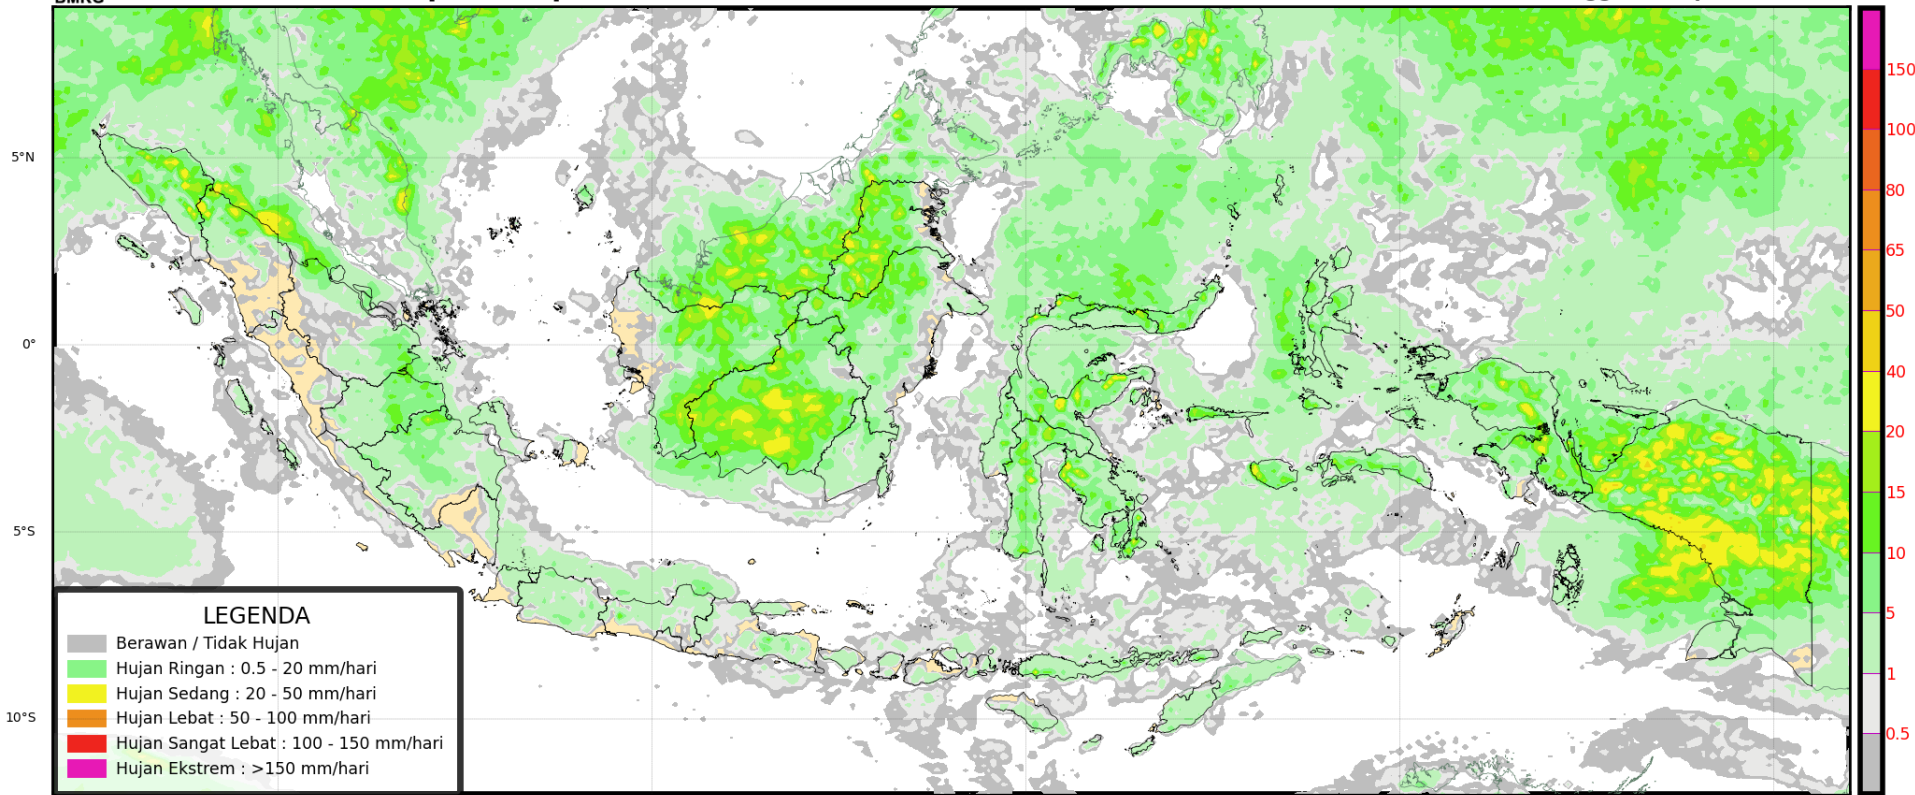 BMKG
5°N
0°
5°S
10°S
LEGENDA
Berawan / Tidak Hujan
Hujan Ringan : 0.5 - 20 mm/hari
Hujan Sedang : 20 - 50 mm/hari
Hujan Lebat : 50 - 100 mm/hari
Hujan Sangat Lebat : 100 - 150 mm/hari
Hujan Ekstrem : >150 mm/hari
150
100
80
65
50
40
20
15
10
5
1
0.5